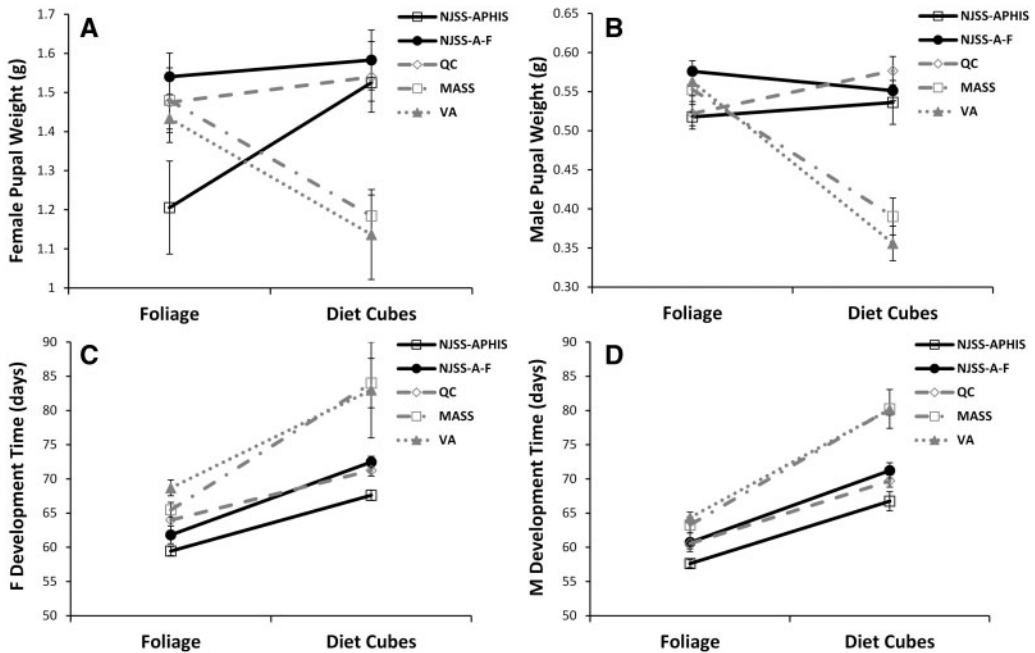 A
Female Pupal Weight (g)
1.7
1.6
1.5
1.4
1.3
1.2
1.1
1
Foliage
Diet Cubes
NJSS-APHIS
NJSS-A-F
QC
MASS
VA
B
Male Pupal Weight (g)
0.65
0.60
0.55
0.50
0.45
0.40
0.35
0.30
Foliage
Diet Cubes
NJSS-APHIS
NJSS-A-F
QC
MASS
VA
C
F Development Time (days)
90
85
80
75
70
65
60
55
50
Foliage
Diet Cubes
NJSS-APHIS
NJSS-A-F
QC
MASS
VA
D
M Development Time (days)
90
85
80
75
70
65
60
55
50
Foliage
Diet Cubes
NJSS-APHIS
NJSS-A-F
QC
MASS
VA